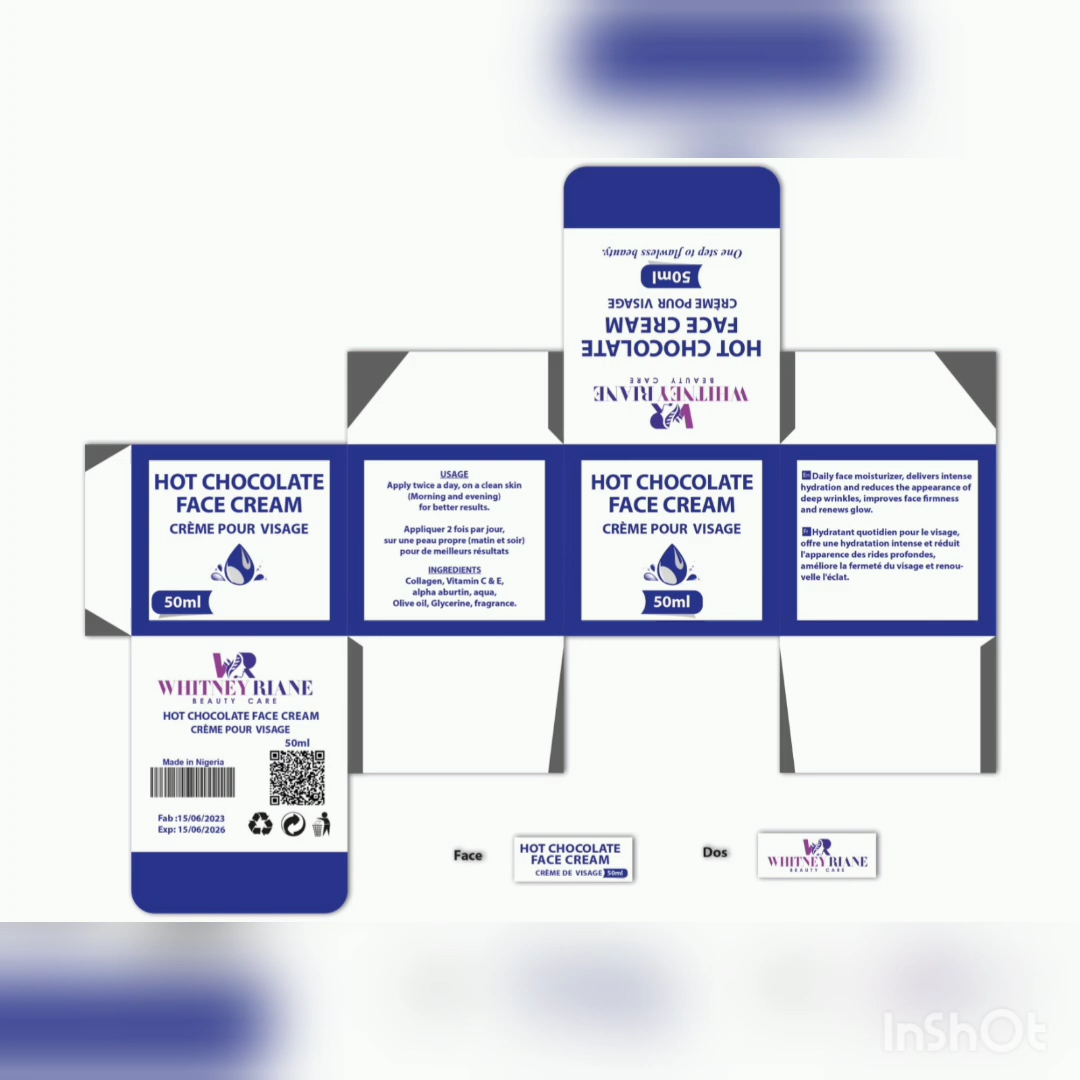 One step to flawless beauty.
50ml
CRÈME POUR VISAGE
FACE CREAM
HOT CHOCOLATE
BEAUTY CARE
WHITNEY RIANE
WR
HOT CHOCOLATE
FACE CREAM
CRÈME POUR VISAGE
50ml
USAGE
Apply twice a day, on a clean skin
(Morning and evening)
for better results.
Appliquer 2 fois par jour,
sur une peau propre (matin et soir)
pour de meilleurs résultats
INGREDIENTS
Collagen, Vitamin C & E,
alpha aburtin, aqua,
Olive oil, Glycerine, fragrance.
HOT CHOCOLATE
FACE CREAM
CRÈME POUR VISAGE
50ml
Daily face moisturizer, delivers intense
hydration and reduces the appearance of
deep wrinkles, improves face firmness
and renews glow.
Hydratant quotidien pour le visage,
offre une hydratation intense et réduit
l'apparence des rides profondes,
améliore la fermeté du visage et renou-
velle l'éclat.
WR
WHITNEY RIANE
BEAUTY CARE
HOT CHOCOLATE FACE CREAM
CRÈME POUR VISAGE
50ml
Made in Nigeria
Fab :15/06/2023
Exp: 15/06/2026
Face
HOT CHOCOLATE
FACE CREAM
CRÈME DE VISAGE 50ml
Dos
WR
WHITNEY RIANE
BEAUTY CARE
InShOt